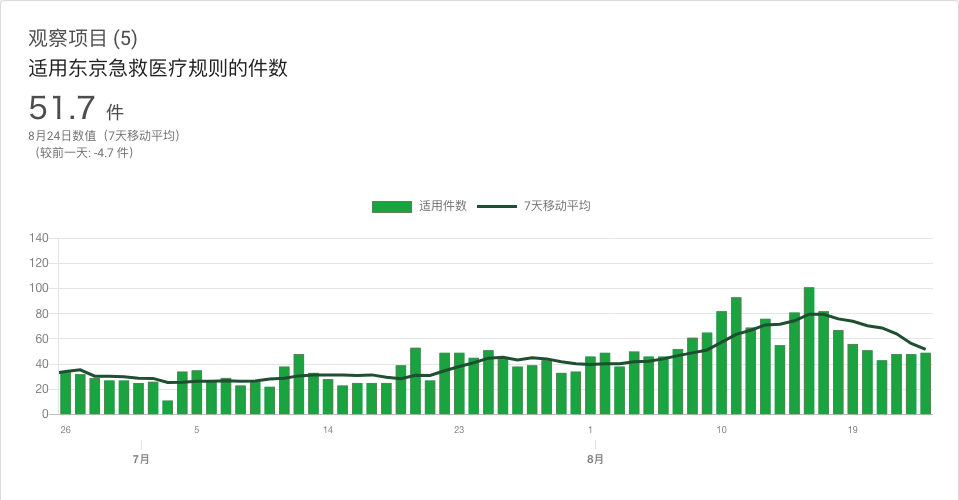 观察项目 (5)
适用东京急救医疗规则的件数
51.7 件
8月24日数值（7天移动平均）
（较前一天: -4.7 件）
适用件数 7天移动平均
140
120
100
80
60
40
20
0
26 5 14 23 1 10 19
7月 8月